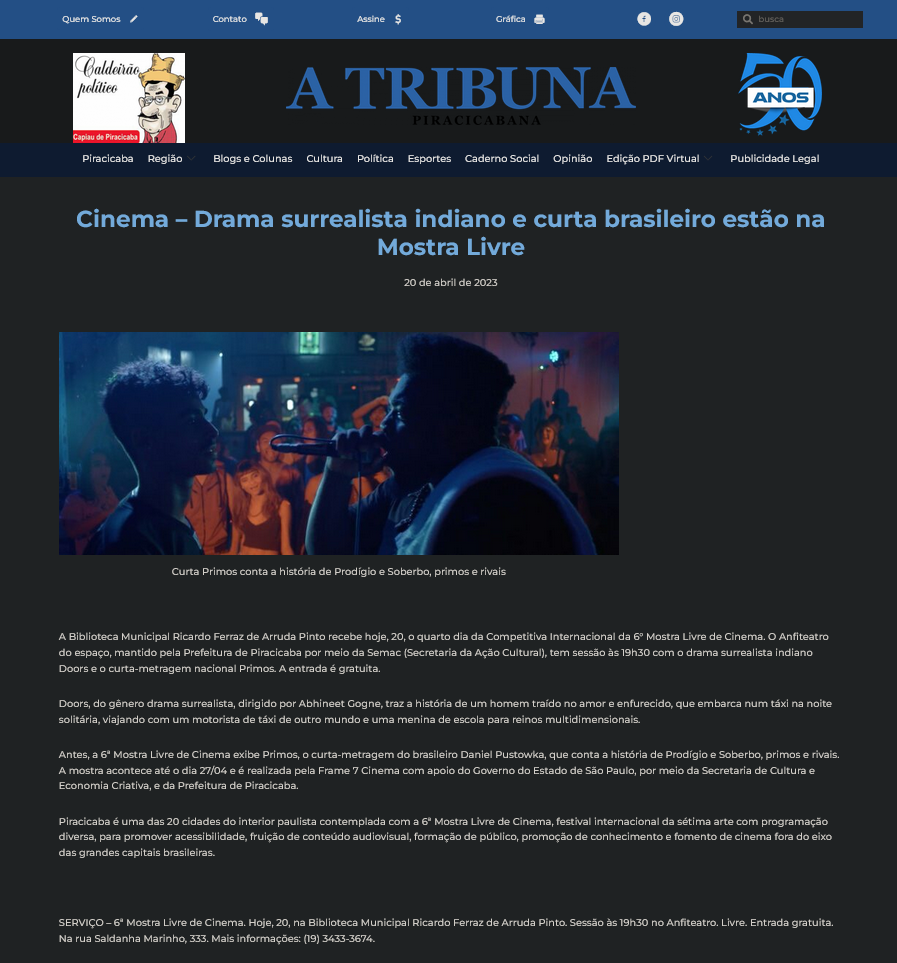 Quem Somos
Contato
Assine
Gráfica
busca
Caldeirão
político
Capiau de Piracicaba
A TRIBUNA
PIRACICABANA
50
ANOS
Piracicaba Região Blogs e Colunas Cultura Política Esportes Caderno Social Opinião Edição PDF Virtual Publicidade Legal
Cinema – Drama surrealista indiano e curta brasileiro estão na
Mostra Livre
20 de abril de 2023
Curta Primos conta a história de Prodígio e Soberbo, primos e rivais
A Biblioteca Municipal Ricardo Ferraz de Arruda Pinto recebe hoje, 20, o quarto dia da Competitiva Internacional da 6ª Mostra Livre de Cinema. O Anfiteatro
do espaço, mantido pela Prefeitura de Piracicaba por meio da Semac (Secretaria da Ação Cultural), tem sessão às 19h30 com o drama surrealista indiano
Doors e o curta-metragem nacional Primos. A entrada é gratuita.
Doors, do gênero drama surrealista, dirigido por Abhineet Gogne, traz a história de um homem traído no amor e enfurecido, que embarca num táxi na noite
solitária, viajando com um motorista de táxi de outro mundo e uma menina de escola para reinos multidimensionais.
Antes, a 6ª Mostra Livre de Cinema exibe Primos, o curta-metragem do brasileiro Daniel Pustowka, que conta a história de Prodígio e Soberbo, primos e rivais.
A mostra acontece até o dia 27/04 e é realizada pela Frame 7 Cinema com apoio do Governo do Estado de São Paulo, por meio da Secretaria de Cultura e
Economia Criativa, e da Prefeitura de Piracicaba.
Piracicaba é uma das 20 cidades do interior paulista contemplada com a 6ª Mostra Livre de Cinema, festival internacional da sétima arte com programação
diversa, para promover acessibilidade, fruição de conteúdo audiovisual, formação de público, promoção de conhecimento e fomento de cinema fora do eixo
das grandes capitais brasileiras.
SERVIÇO – 6ª Mostra Livre de Cinema. Hoje, 20, na Biblioteca Municipal Ricardo Ferraz de Arruda Pinto. Sessão às 19h30 no Anfiteatro. Livre. Entrada gratuita.
Na rua Saldanha Marinho, 333. Mais informações: (19) 3433-3674.